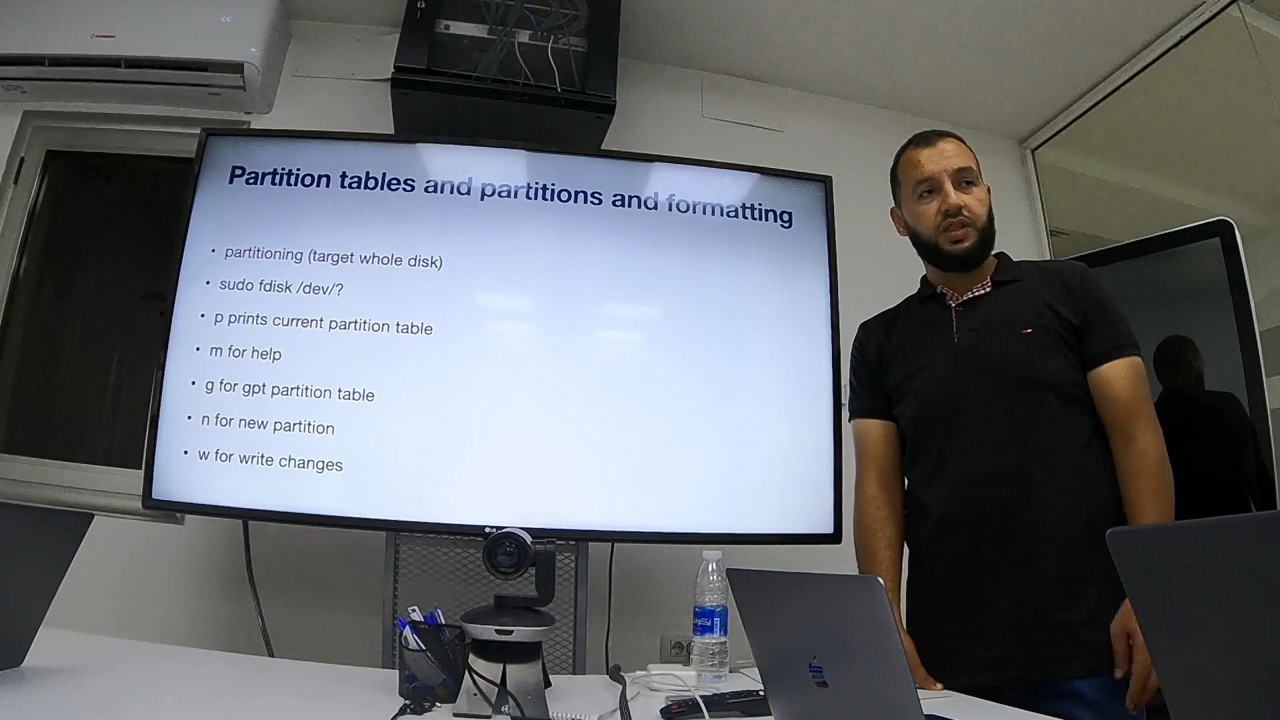 Partition tables and partitions and formatting
• partitioning (target whole disk)
• sudo fdisk /dev/?
• p prints current partition table
• m for help
• g for gpt partition table
• n for new partition
• w for write changes
LG